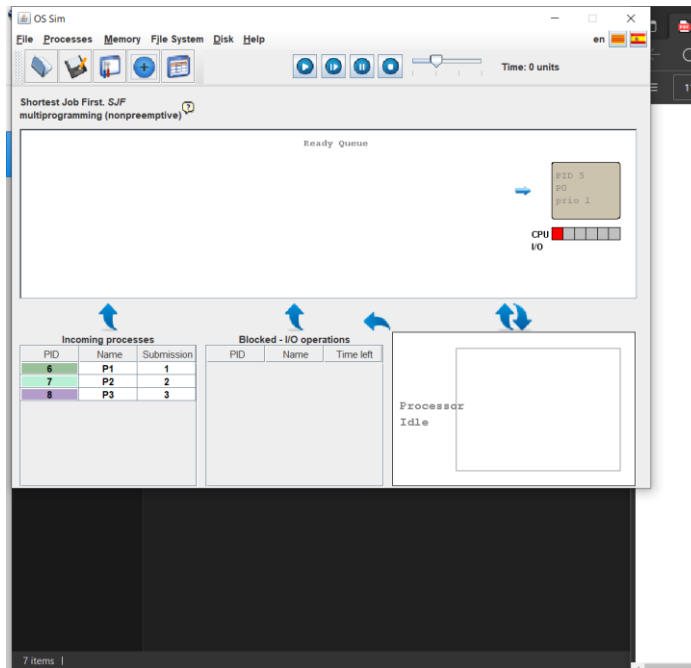 OS Sim
File Processes Memory File System Disk Help
en
Time: 0 units
Shortest Job First. SJF
multiprogramming (nonpreemptive)
?
Ready Queue
PID 5
P0
prio 1
CPU
I/O
Incoming processes
PID Name Submission
6 P1 1
7 P2 2
8 P3 3
Blocked - I/O operations
PID Name Time left
Processor
Idle
7 items